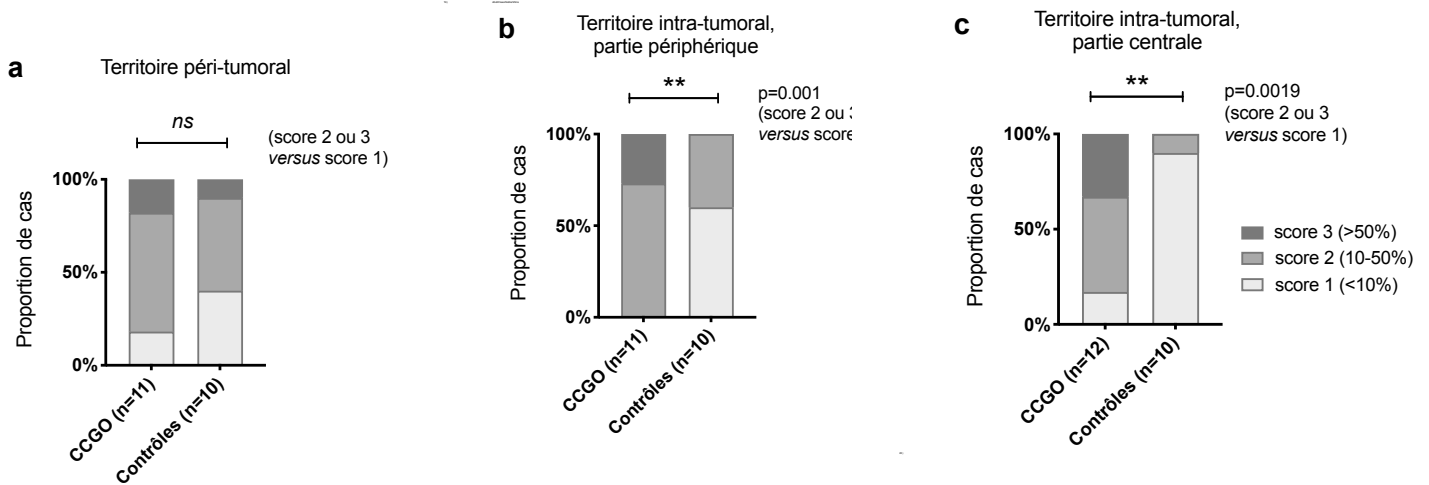 a
Territoire péri-tumoral
ns
(score 2 ou 3
versus score 1)
Proportion de cas
100%
50%
0%
CCGO (n=11)
Contrôles (n=10)
b
Territoire intra-tumoral,
partie périphérique
**
p=0.001
(score 2 ou
versus score
Proportion de cas
100%
50%
0%
CCGO (n=11)
Contrôles (n=10)
c
Territoire intra-tumoral,
partie centrale
**
p=0.0019
(score 2 ou 3
versus score 1)
Proportion de cas
100%
50%
0%
CCGO (n=12)
Contrôles (n=10)
score 3 (>50%)
score 2 (10-50%)
score 1 (<10%)